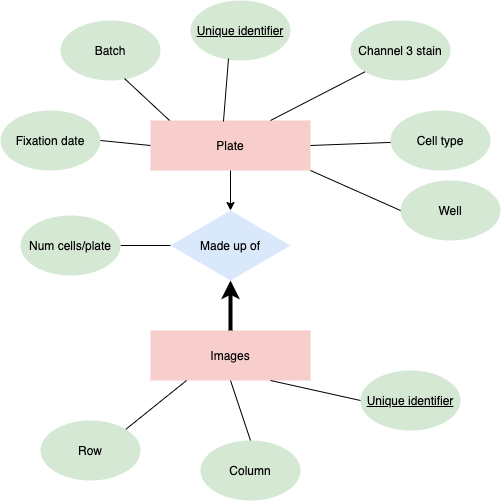 Unique identifier
Batch
Channel 3 stain
Fixation date
Plate
Cell type
Well
Num cells/plate
Made up of
Images
Unique identifier
Row
Column